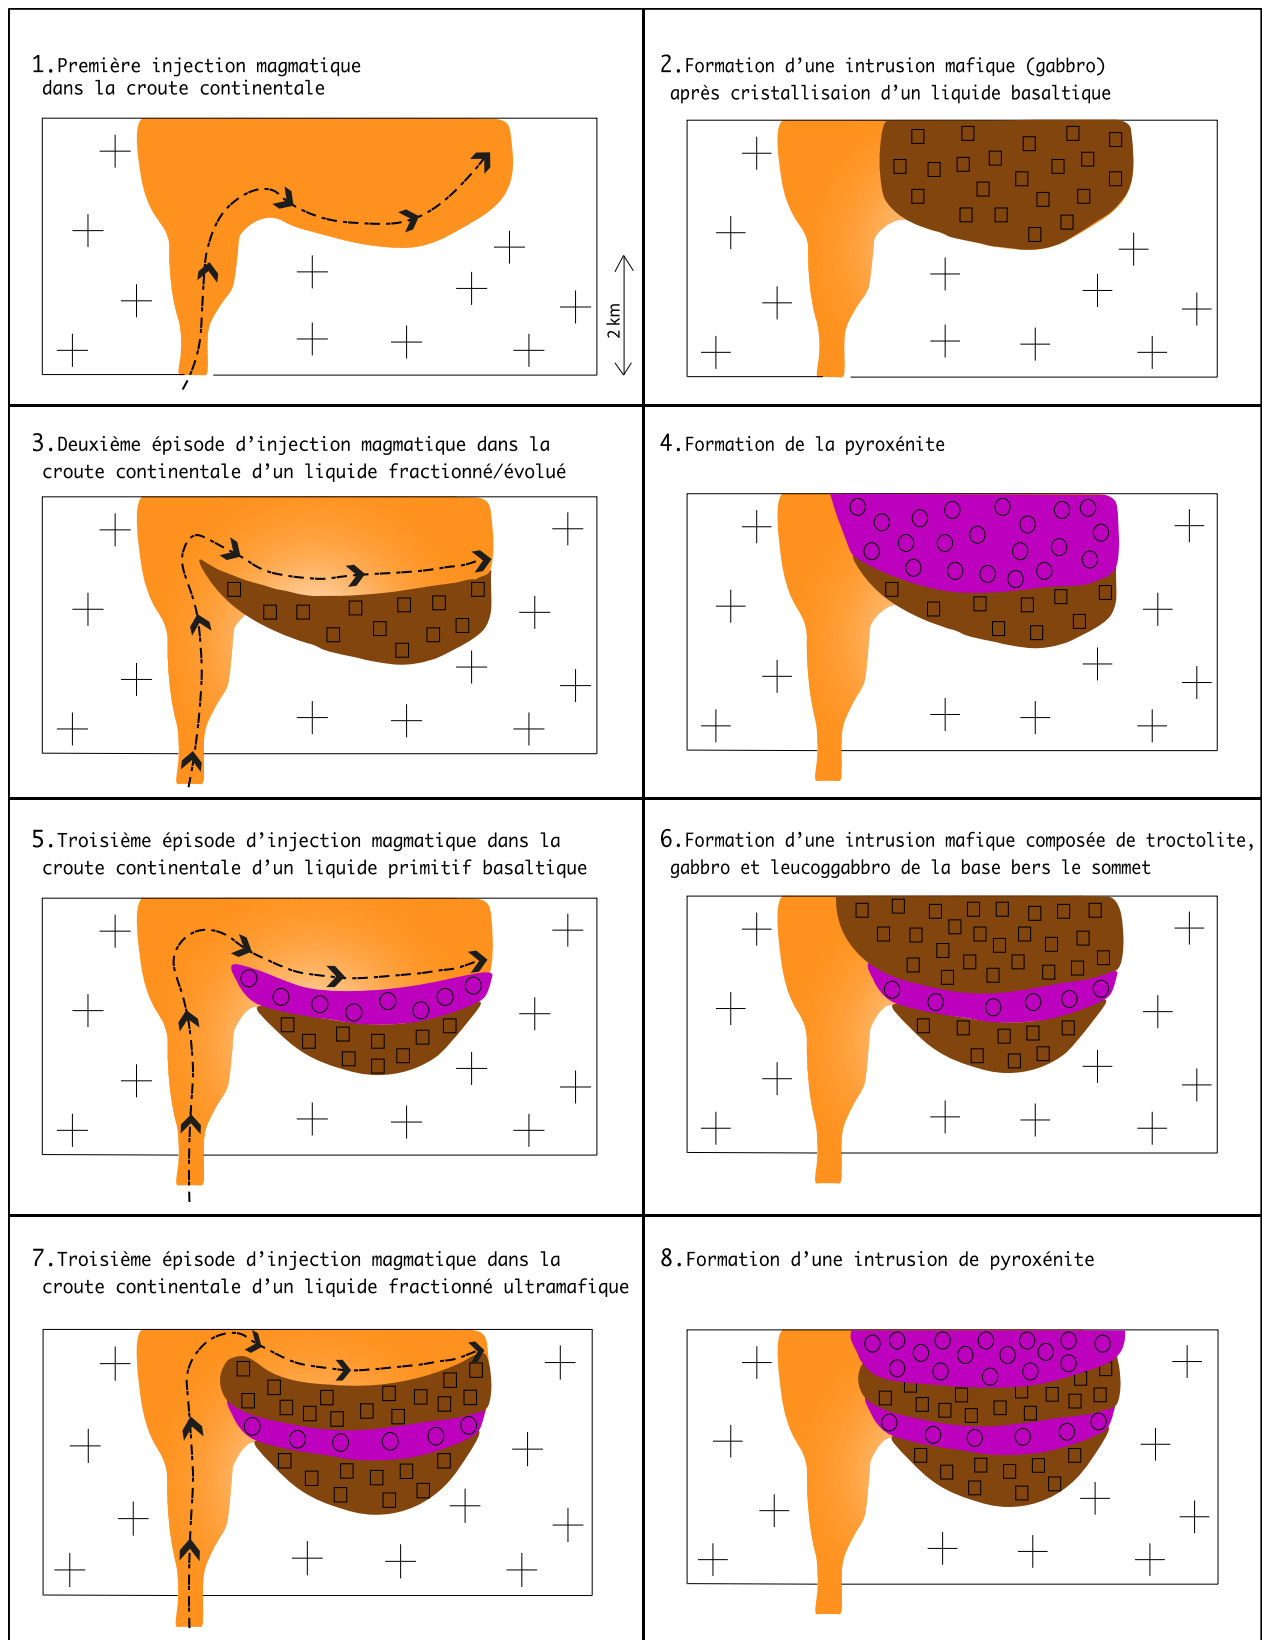 1.Première injection magmatique
dans la croute continentale
2 km
2.Formation d’une intrusion mafique (gabbro)
après cristallisaion d’un liquide basaltique
3.Deuxième épisode d’injection magmatique dans la
croute continentale d’un liquide fractionné/évolué
4.Formation de la pyroxénite
5.Troisième épisode d’injection magmatique dans la
croute continentale d’un liquide primitif basaltique
6.Formation d’une intrusion mafique composée de troctolite,
gabbro et leucoggabbro de la base bers le sommet
7.Troisième épisode d’injection magmatique dans la
croute continentale d’un liquide fractionné ultramafique
8.Formation d’une intrusion de pyroxénite